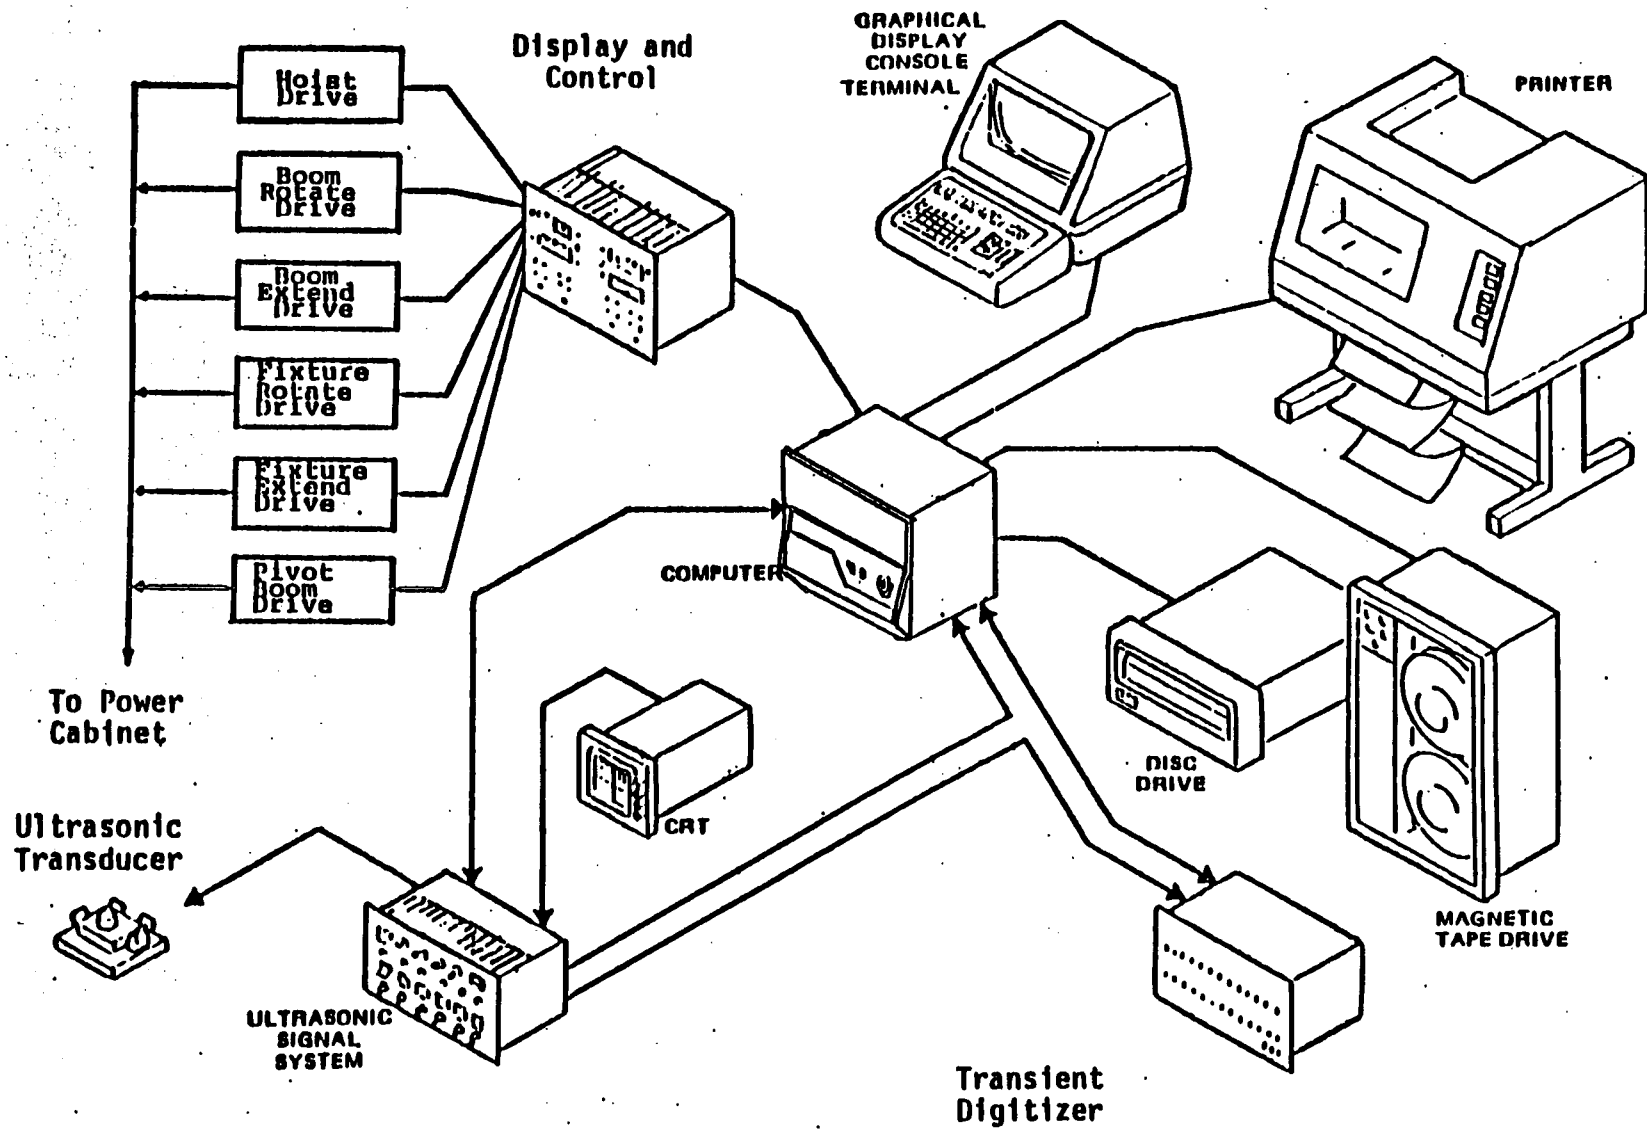 Display and
Control
GRAPHICAL
DISPLAY
CONSOLE
TERMINAL
PRINTER
Hoist
Drive
Boom
Rotate
Drive
Boom
Extend
Drive
Fixture
Rotate
Drive
Fixture
Extend
Drive
Pivot
Boom
Drive
To Power
Cabinet
COMPUTER
DISC
DRIVE
CRT
Ultrasonic
Transducer
MAGNETIC
TAPE DRIVE
ULTRASONIC
SIGNAL
SYSTEM
Transient
Digitizer